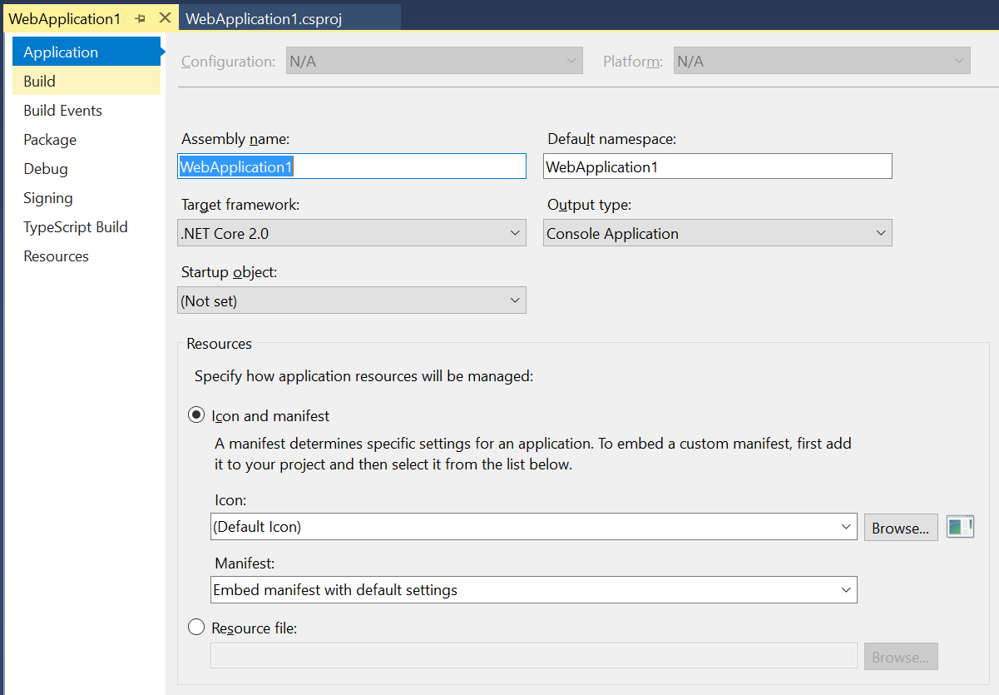 WebApplication1
WebApplication1.csproj
Application
Build
Build Events
Package
Debug
Signing
TypeScript Build
Resources
Configuration: N/A Platform: N/A
Assembly name: Default namespace:
WebApplication1 WebApplication1
Target framework: Output type:
.NET Core 2.0 Console Application
Startup object:
(Not set)
Resources
Specify how application resources will be managed:
Icon and manifest
A manifest determines specific settings for an application. To embed a custom manifest, first add
it to your project and then select it from the list below.
Icon:
(Default Icon) Browse...
Manifest:
Embed manifest with default settings
Resource file:
Browse...